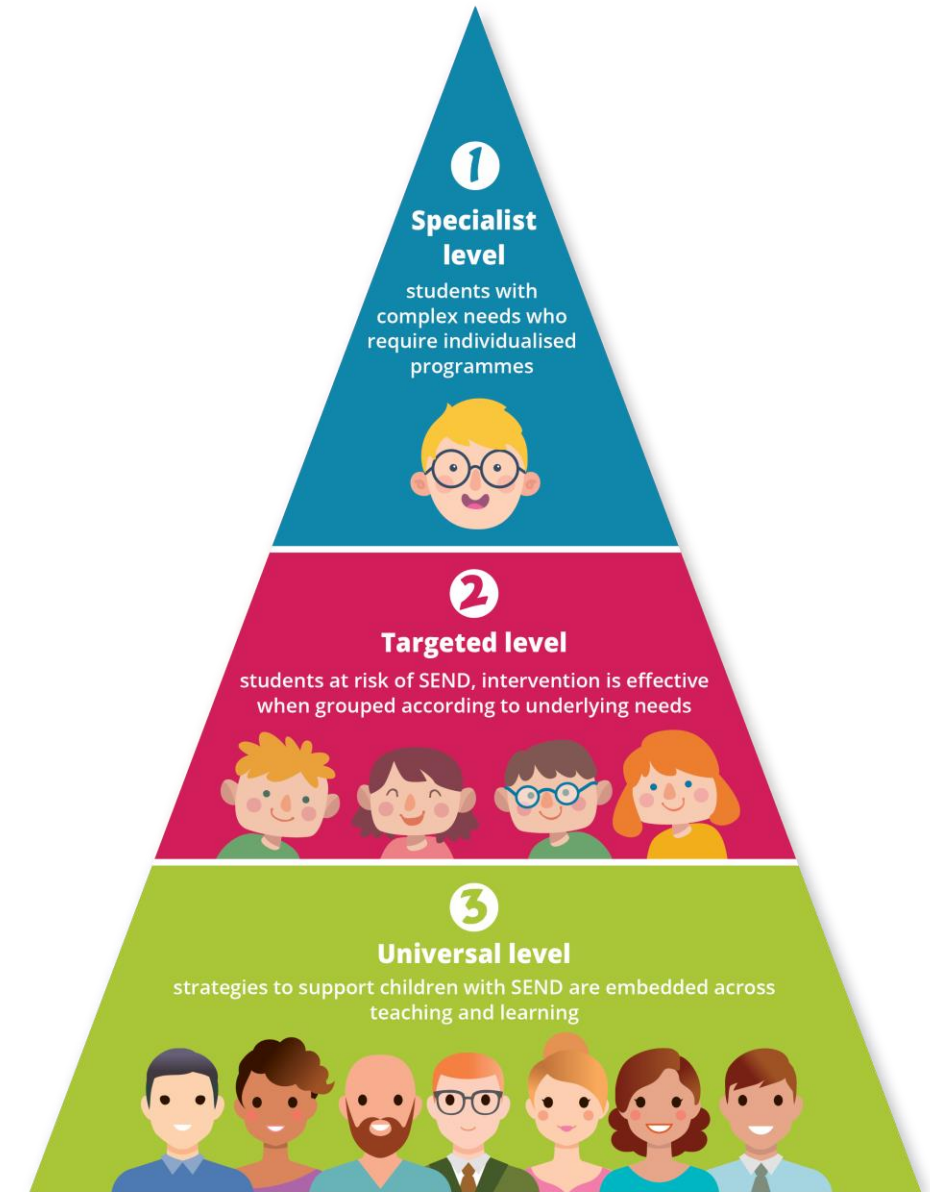 1
Specialist
level
students with
complex needs who
require individualised
programmes
2
Targeted level
students at risk of SEND, intervention is effective
when grouped according to underlying needs
3
Universal level
strategies to support children with SEND are embedded across
teaching and learning